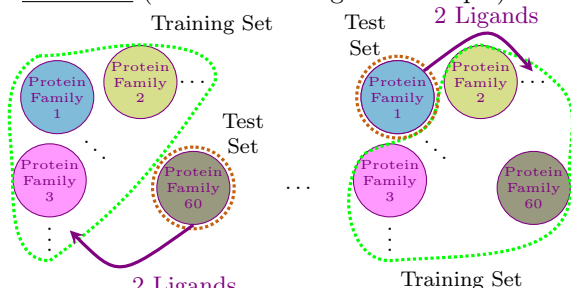 Training Set
Protein
Family
1
Protein
Family
2
...
Protein
Family
3
Test
Set
Protein
Family
60
2 Ligands
...
Test
Set
2 Ligands
Protein
Family
1
Protein
Family
2
...
Protein
Family
3
Protein
Family
60
Training Set